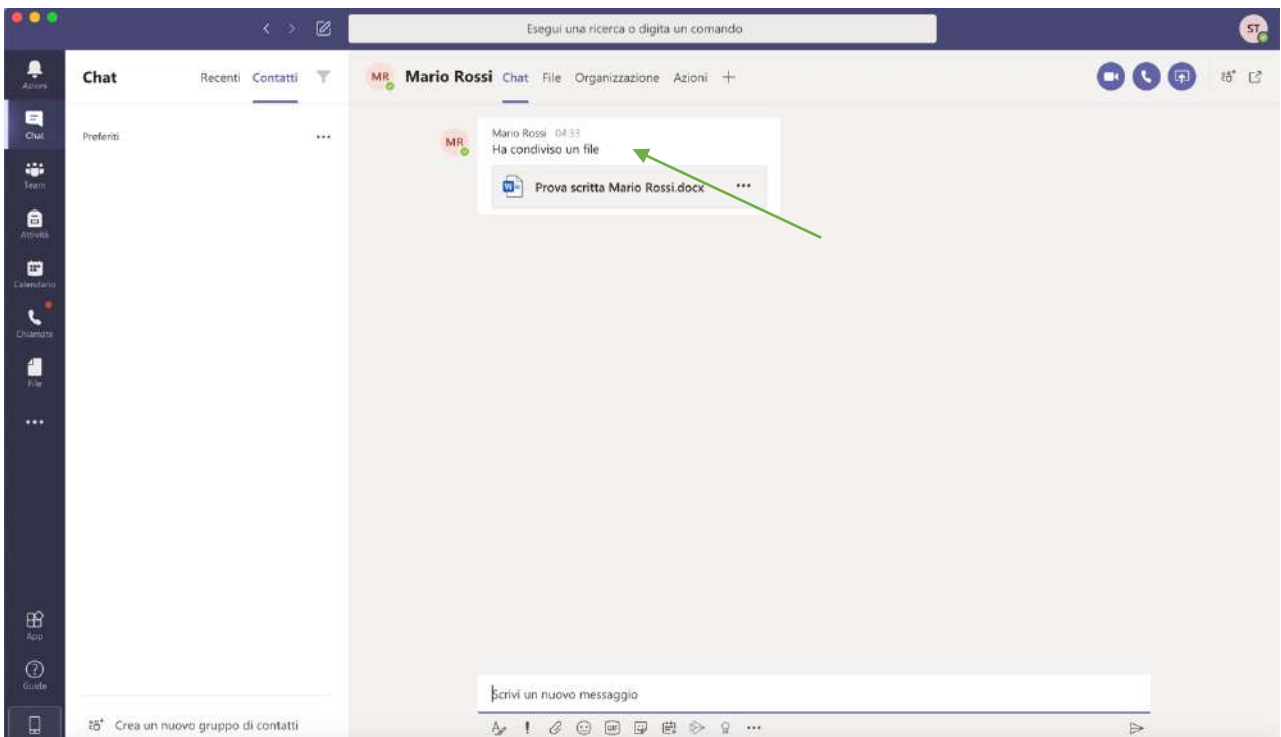 Esegui una ricerca o digita un comando
ST
Azioni
Chat
Team
Attività
Calendario
Chiamate
File
App
Guida
Chat Recenti Contatti
Preferiti
Crea un nuovo gruppo di contatti
MR Mario Rossi Chat File Organizzazione Azioni
MR
Mario Rossi 04:33
Ha condiviso un file
W Prova scritta Mario Rossi.docx
Scrivi un nuovo messaggio
GIF